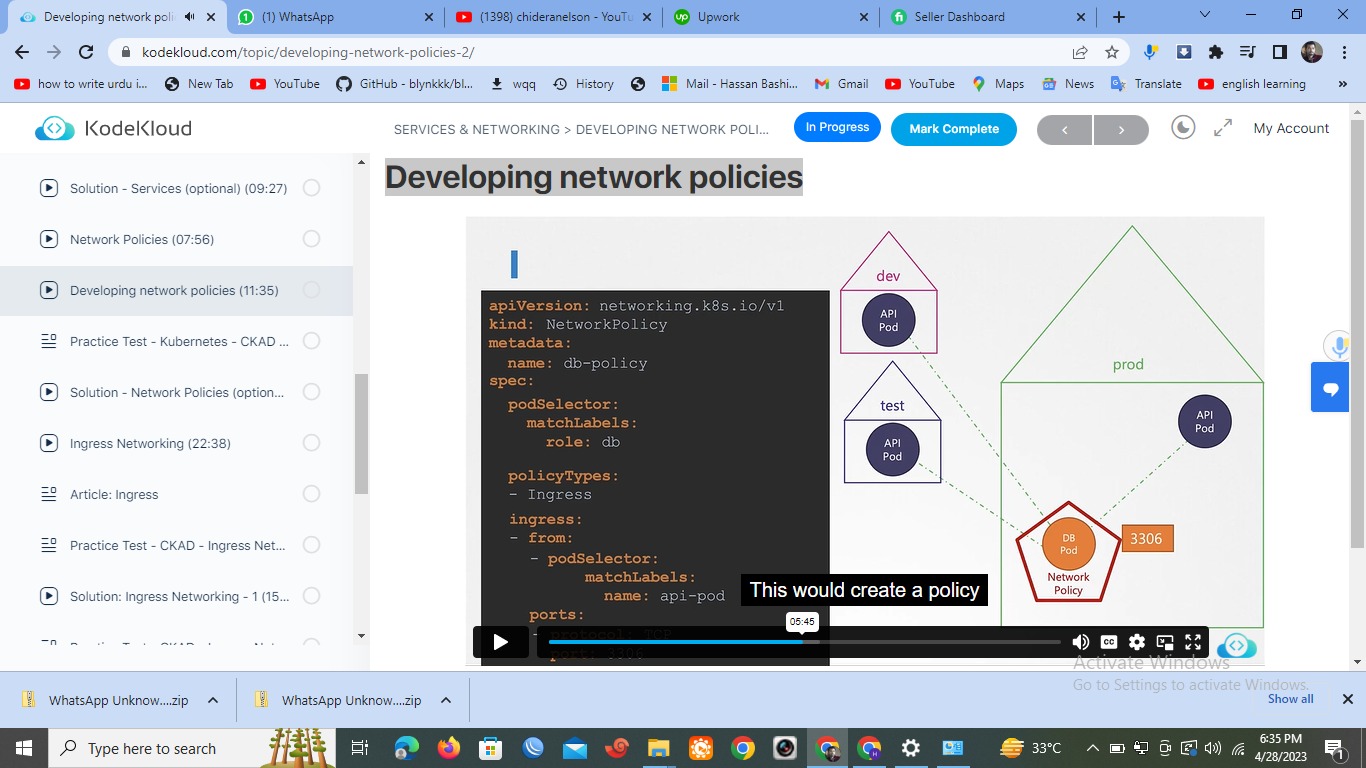 Developing network poli
(1) WhatsApp
(1398) chideranelson - YouTu
Upwork
Seller Dashboard
kodekloud.com/topic/developing-network-policies-2/
how to write urdu i...
New Tab
YouTube
GitHub - blynkkk/bl...
wqq
History
Mail - Hassan Bashi...
Gmail
YouTube
Maps
News
Translate
english learning
»
KodeKloud
SERVICES & NETWORKING > DEVELOPING NETWORK POLI...
In Progress
Mark Complete
<
>
My Account
Solution - Services (optional) (09:27)
Network Policies (07:56)
Developing network policies (11:35)
Practice Test - Kubernetes - CKAD ...
Solution - Network Policies (option...
Ingress Networking (22:38)
Article: Ingress
Practice Test - CKAD - Ingress Net...
Solution: Ingress Networking - 1 (15...
Developing network policies
apiVersion: networking.k8s.io/v1
kind: NetworkPolicy
metadata:
name: db-policy
spec:
podSelector:
matchLabels:
role: db
policyTypes:
- Ingress
ingress:
- from:
- podSelector:
matchLabels:
name: api-pod
ports:
- protocol: TCP
port: 3306
dev
API
Pod
test
API
Pod
prod
API
Pod
DB
Pod
Network
Policy
3306
This would create a policy
05:45
CC
Activate Windows
Go to Settings to activate Windows.
WhatsApp Unknow....zip
WhatsApp Unknow....zip
Show all
Type here to search
33°C
6:35 PM
4/28/2023
1